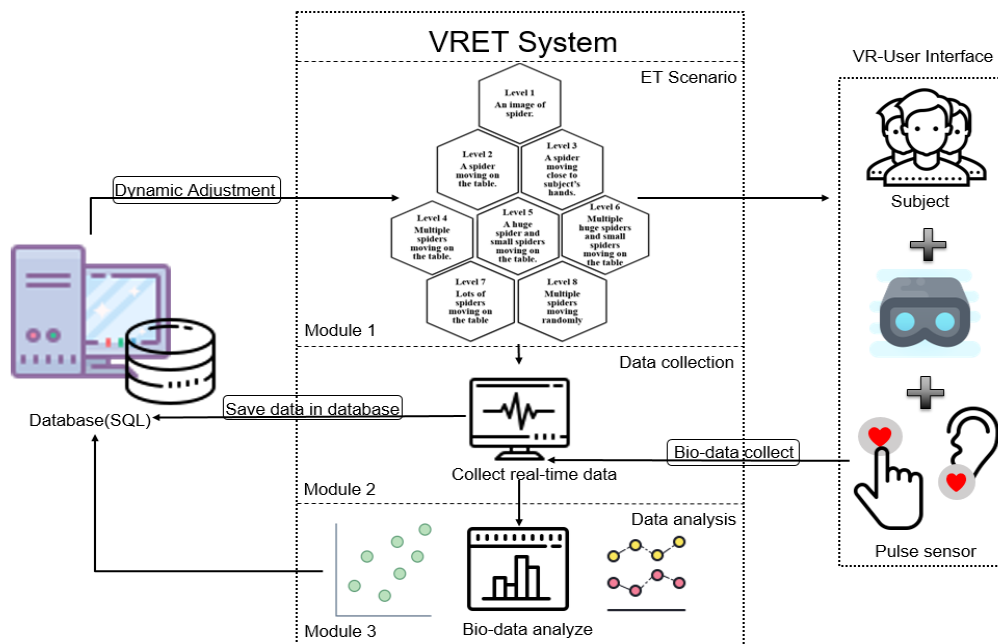 VRET System
ET Scenario
Level 1
An image of
spider.
Level 2
A spider
moving on
the table.
Level 3
A spider
moving
close to
subject's
hands.
Level 4
Multiple
spiders
moving on
the table.
Level 5
A huge
spider and
small spiders
moving on
the table.
Level 6
Multiple
huge spiders
and small
spiders
moving on
the table
Level 7
Lots of
spiders
moving on
the table
Level 8
Multiple
spiders
moving
randomly
Module 1
Dynamic Adjustment
Database(SQL)
Data collection
Save data in database
Collect real-time data
Bio-data collect
Module 2
Data analysis
Bio-data analyze
Module 3
VR-User Interface
Subject
Pulse sensor